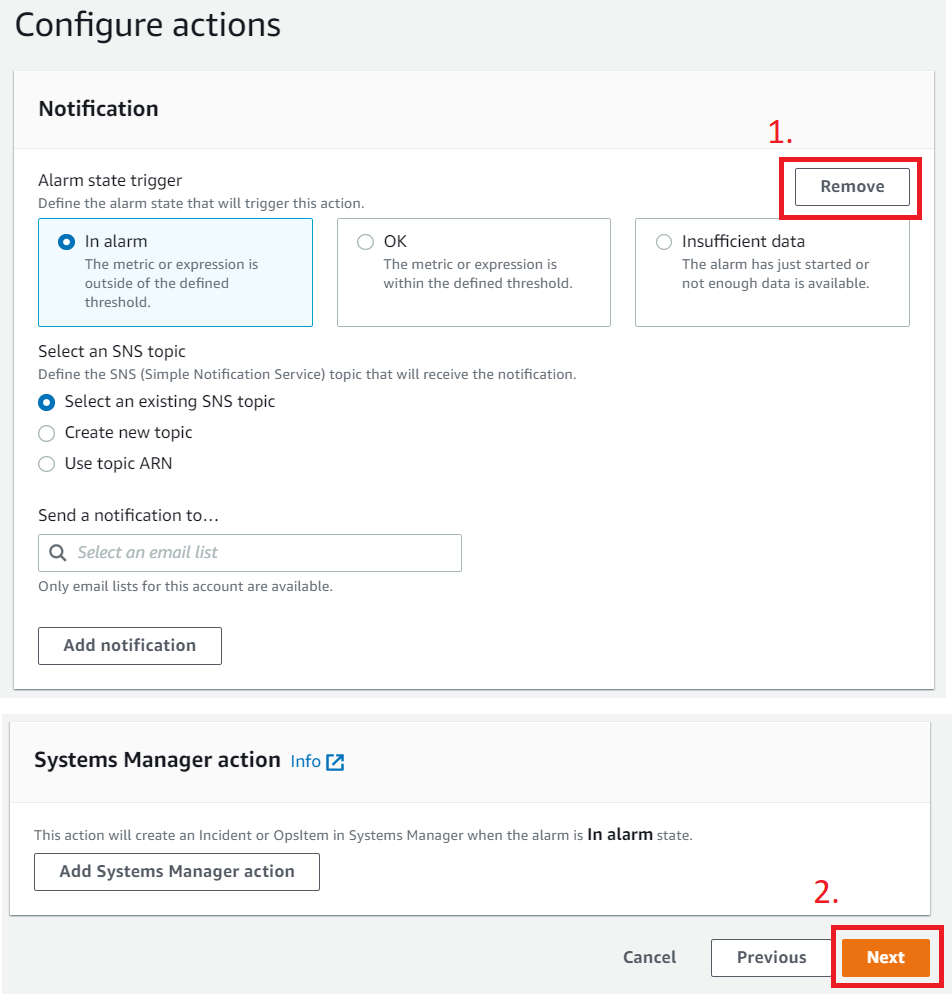 Configure actions
Notification
1.
Alarm state trigger
Remove
Define the alarm state that will trigger this action.
In alarm
The metric or expression is
outside of the defined
threshold.
OK
The metric or expression is
within the defined threshold.
Insufficient data
The alarm has just started or
not enough data is available.
Select an SNS topic
Define the SNS (Simple Notification Service) topic that will receive the notification.
Select an existing SNS topic
Create new topic
Use topic ARN
Send a notification to…
Select an email list
Only email lists for this account are available.
Add notification
Systems Manager action Info
This action will create an Incident or OpsItem in Systems Manager when the alarm is In alarm state.
Add Systems Manager action
2.
Cancel
Previous
Next